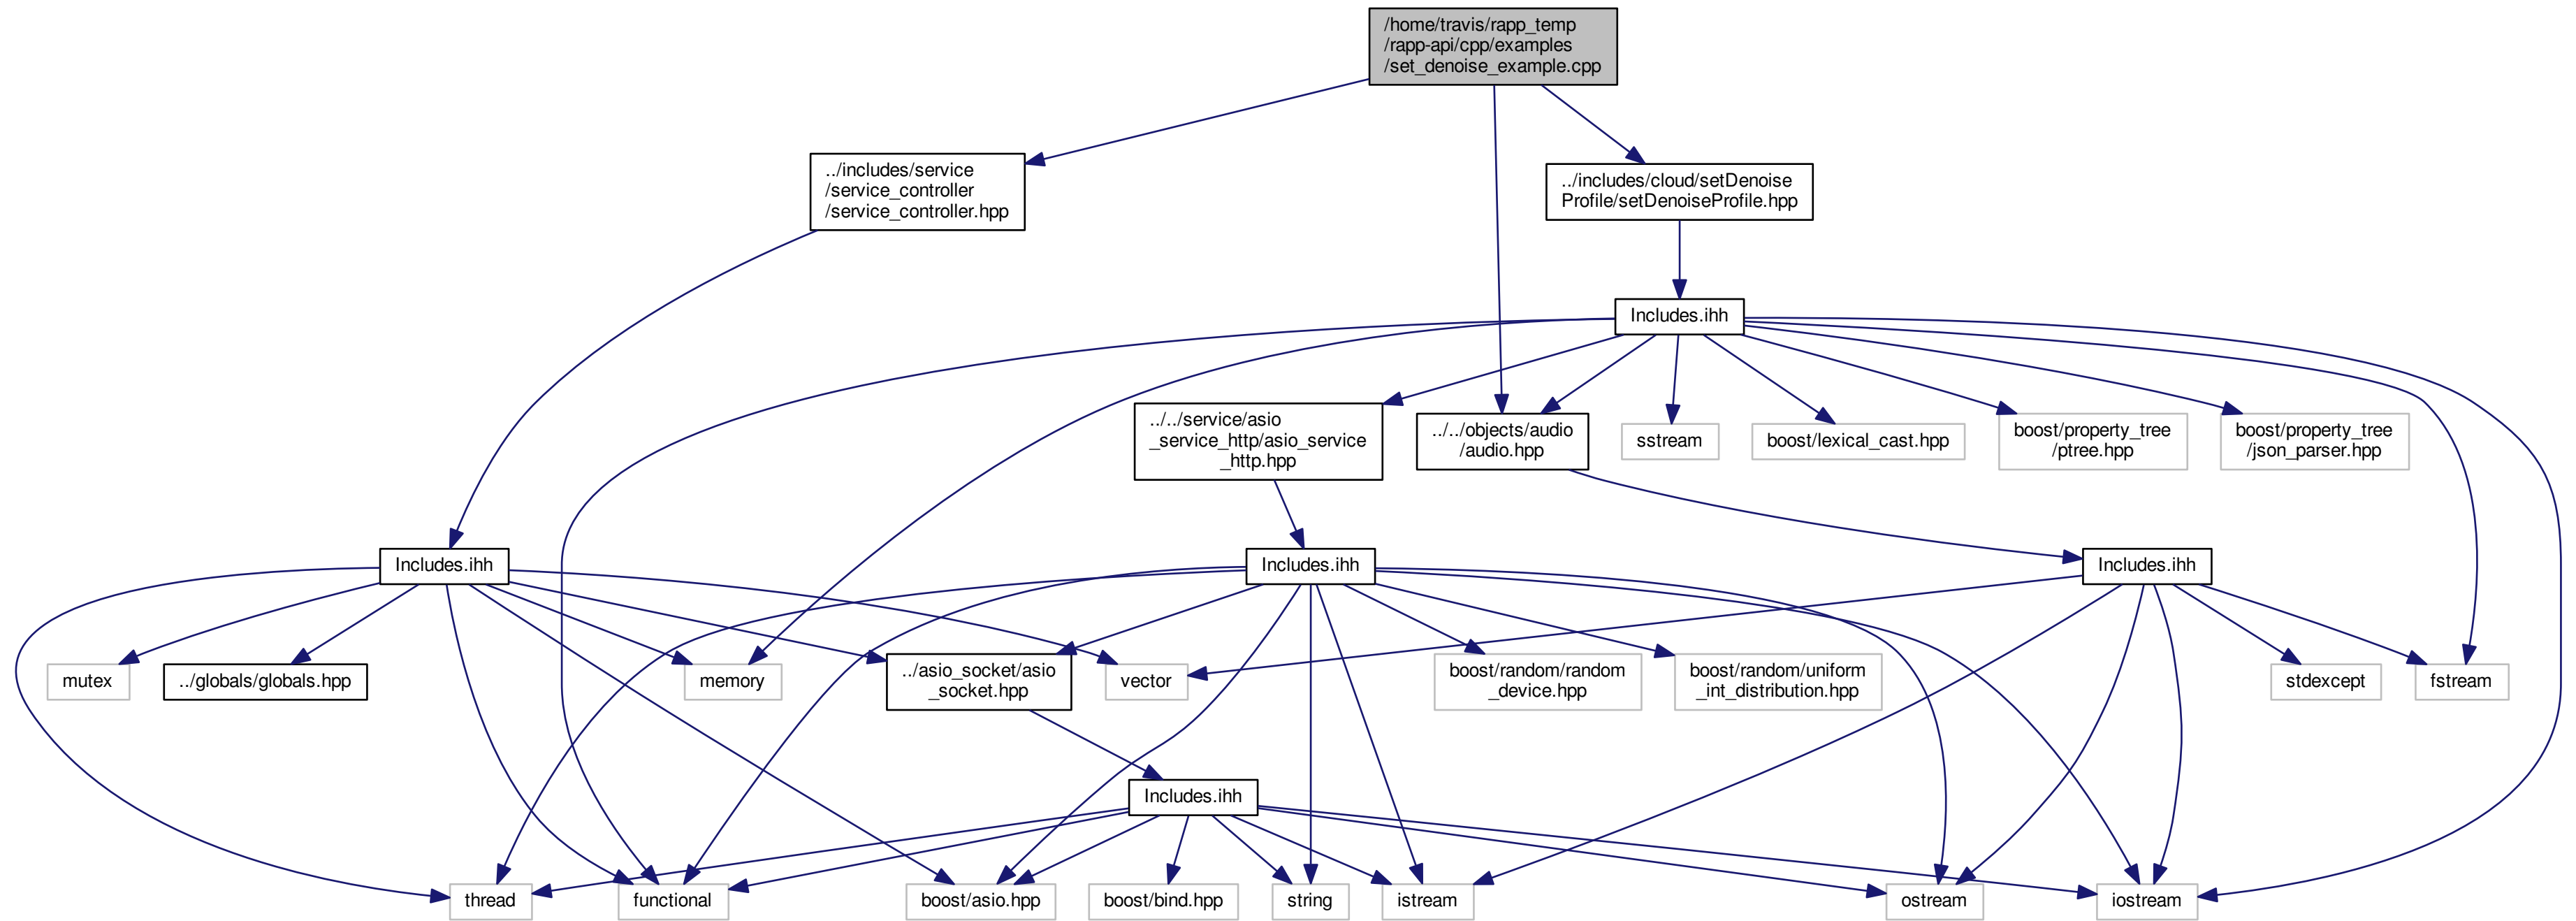 /home/travis/rapp_temp
/rapp-api/cpp/examples
/set_denoise_example.cpp
../includes/service
/service_controller
/service_controller.hpp
../includes/cloud/setDenoise
Profile/setDenoiseProfile.hpp
Includes.ihh
../../service/asio
_service_http/asio_service
_http.hpp
../../objects/audio
/audio.hpp
sstream
boost/lexical_cast.hpp
boost/property_tree
/ptree.hpp
boost/property_tree
/json_parser.hpp
Includes.ihh
Includes.ihh
Includes.ihh
mutex
../globals/globals.hpp
memory
../asio_socket/asio
_socket.hpp
vector
boost/random/random
_device.hpp
boost/random/uniform
_int_distribution.hpp
stdexcept
fstream
Includes.ihh
thread
functional
boost/asio.hpp
boost/bind.hpp
string
istream
ostream
iostream